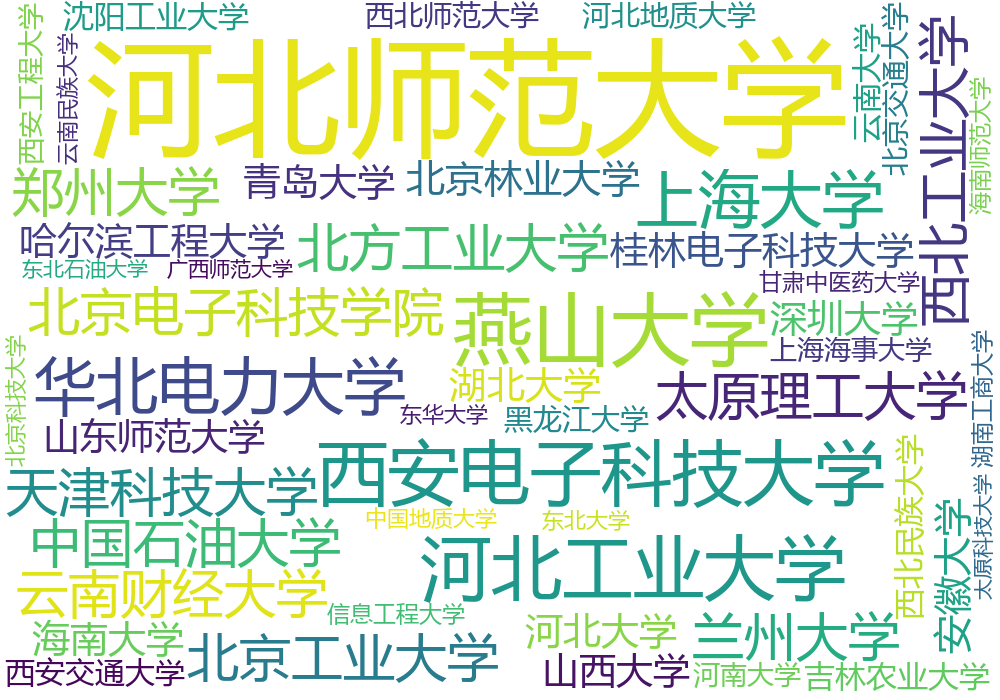 沈阳工业大学
西北师范大学
河北地质大学
西安工程大学
云南民族大学
河北师范大学
云南大学
北京交通大学
西北工业大学
海南师范大学
郑州大学
青岛大学
北京林业大学
上海大学
哈尔滨工程大学
北方工业大学
桂林电子科技大学
东北石油大学
广西师范大学
甘肃中医药大学
北京电子科技学院
燕山大学
深圳大学
上海海事大学
北京科技大学
华北电力大学
湖北大学
太原理工大学
湖南工商大学
东华大学
黑龙江大学
山东师范大学
西安电子科技大学
天津科技大学
西北民族大学
太原科技大学
安徽大学
中国地质大学
东北大学
中国石油大学
河北工业大学
云南财经大学
信息工程大学
海南大学
北京工业大学
河北大学
兰州大学
西安交通大学
山西大学
河南大学
吉林农业大学